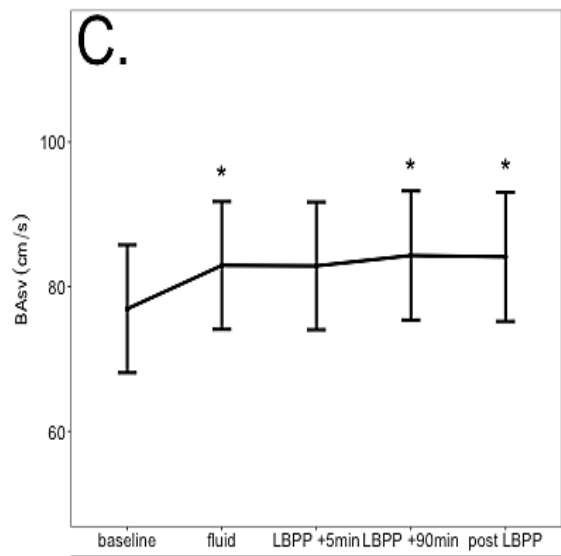 C.
100
80
60
BAsv (cm/s)
* * *
baseline fluid LBPP +5min LBPP +90min post LBPP